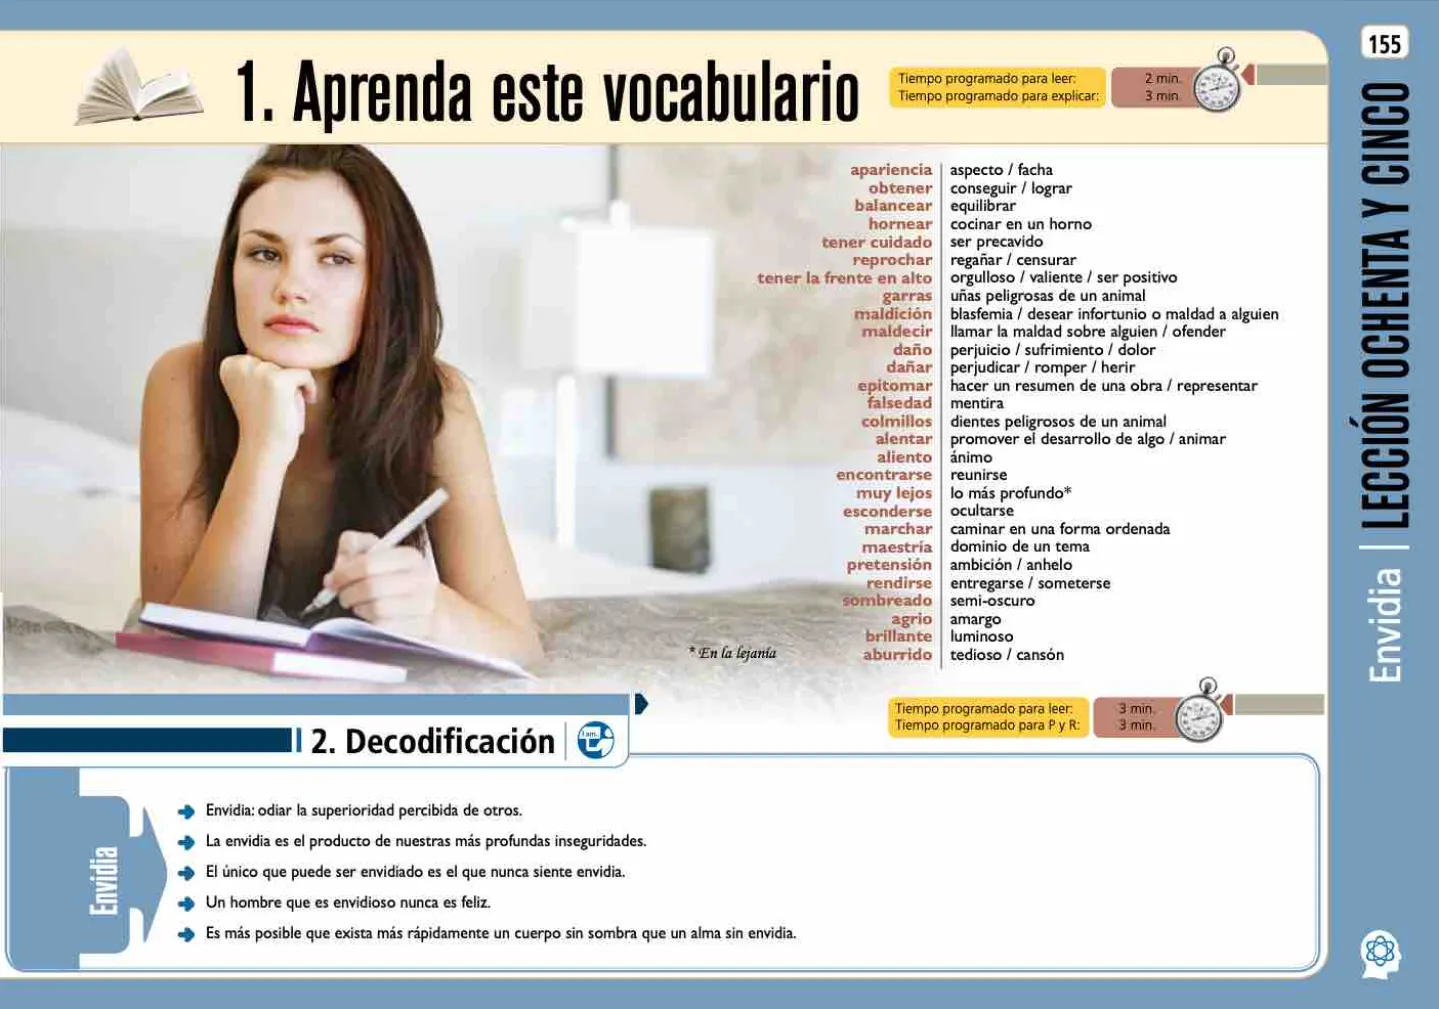 155
1. Aprenda este vocabulario
Tiempo programado para leer: 2 min.
Tiempo programado para explicar: 3 min.
apariencia aspecto / facha
obtener conseguir / lograr
balancear equilibrar
hornear cocinar en un horno
tener cuidado ser precavido
reprochar regañar / censurar
tener la frente en alto orgulloso / valiente / ser positivo
garras uñas peligrosas de un animal
maldición blasfemia / desear infortunio o maldad a alguien
maldecir llamar la maldad sobre alguien / ofender
daño perjuicio / sufrimiento / dolor
dañar perjudicar / romper / herir
epitomar hacer un resumen de una obra / representar
falsedad mentira
colmillos dientes peligrosos de un animal
alentar promover el desarrollo de algo / animar
aliento ánimo
encontrarse reunirse
muy lejos lo más profundo*
esconderse ocultarse
marchar caminar en una forma ordenada
maestría dominio de un tema
pretensión ambición / anhelo
rendirse entregarse / someterse
sombreado semi-oscuro
agrio amargo
brillante luminoso
aburrido tedioso / cansón
* En la lejanía
Envidia | LECCIÓN OCHENTA Y CINCO
Tiempo programado para leer: 3 min.
Tiempo programado para P y R: 3 min.
2. Decodificación
I am.
Envidia
Envidia: odiar la superioridad percibida de otros.
La envidia es el producto de nuestras más profundas inseguridades.
El único que puede ser envidiado es el que nunca siente envidia.
Un hombre que es envidioso nunca es feliz.
Es más posible que exista más rápidamente un cuerpo sin sombra que un alma sin envidia.